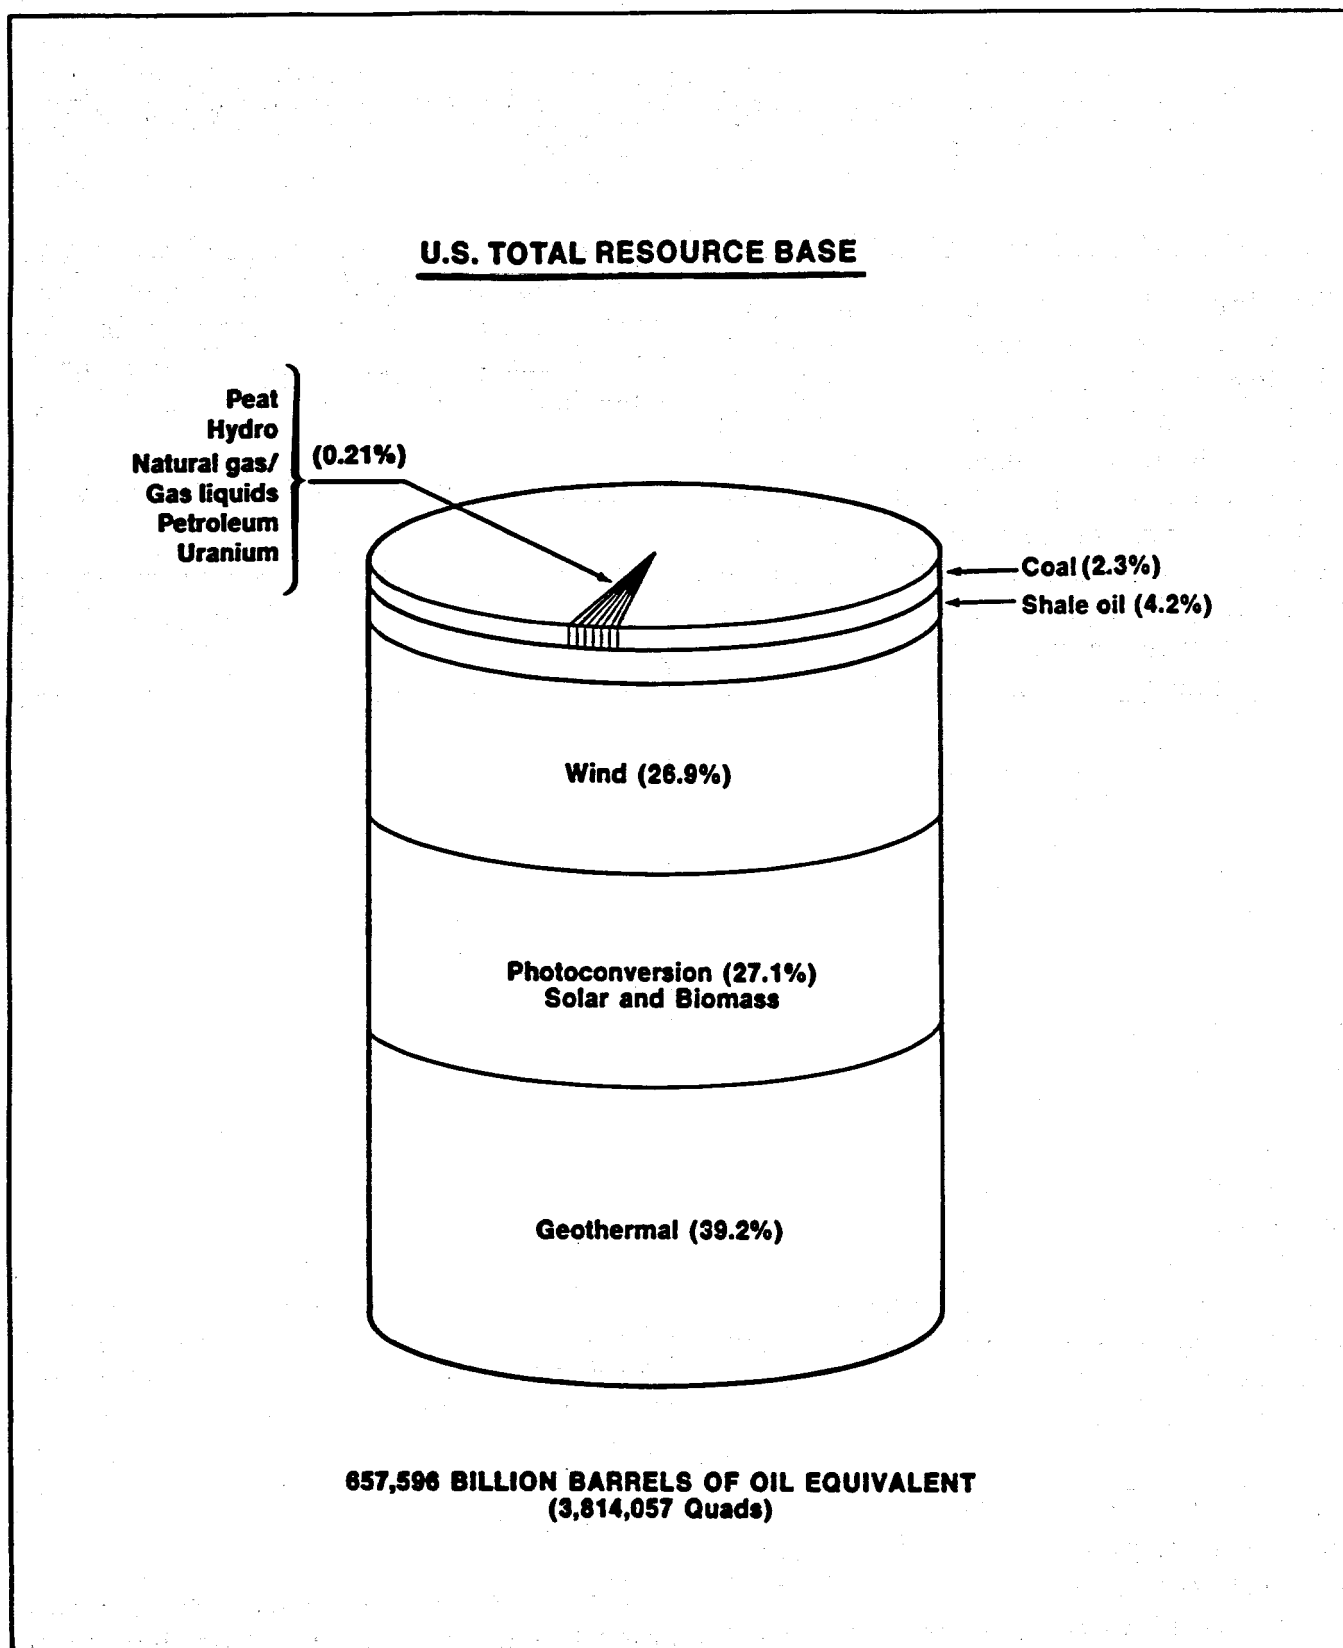 U.S. TOTAL RESOURCE BASE
Peat
Hydro
Natural gas/
Gas liquids
Petroleum
Uranium
(0.21%)
Coal (2.3%)
Shale oil (4.2%)
Wind (26.9%)
Photoconversion (27.1%)
Solar and Biomass
Geothermal (39.2%)
657,596 BILLION BARRELS OF OIL EQUIVALENT
(3,814,057 Quads)